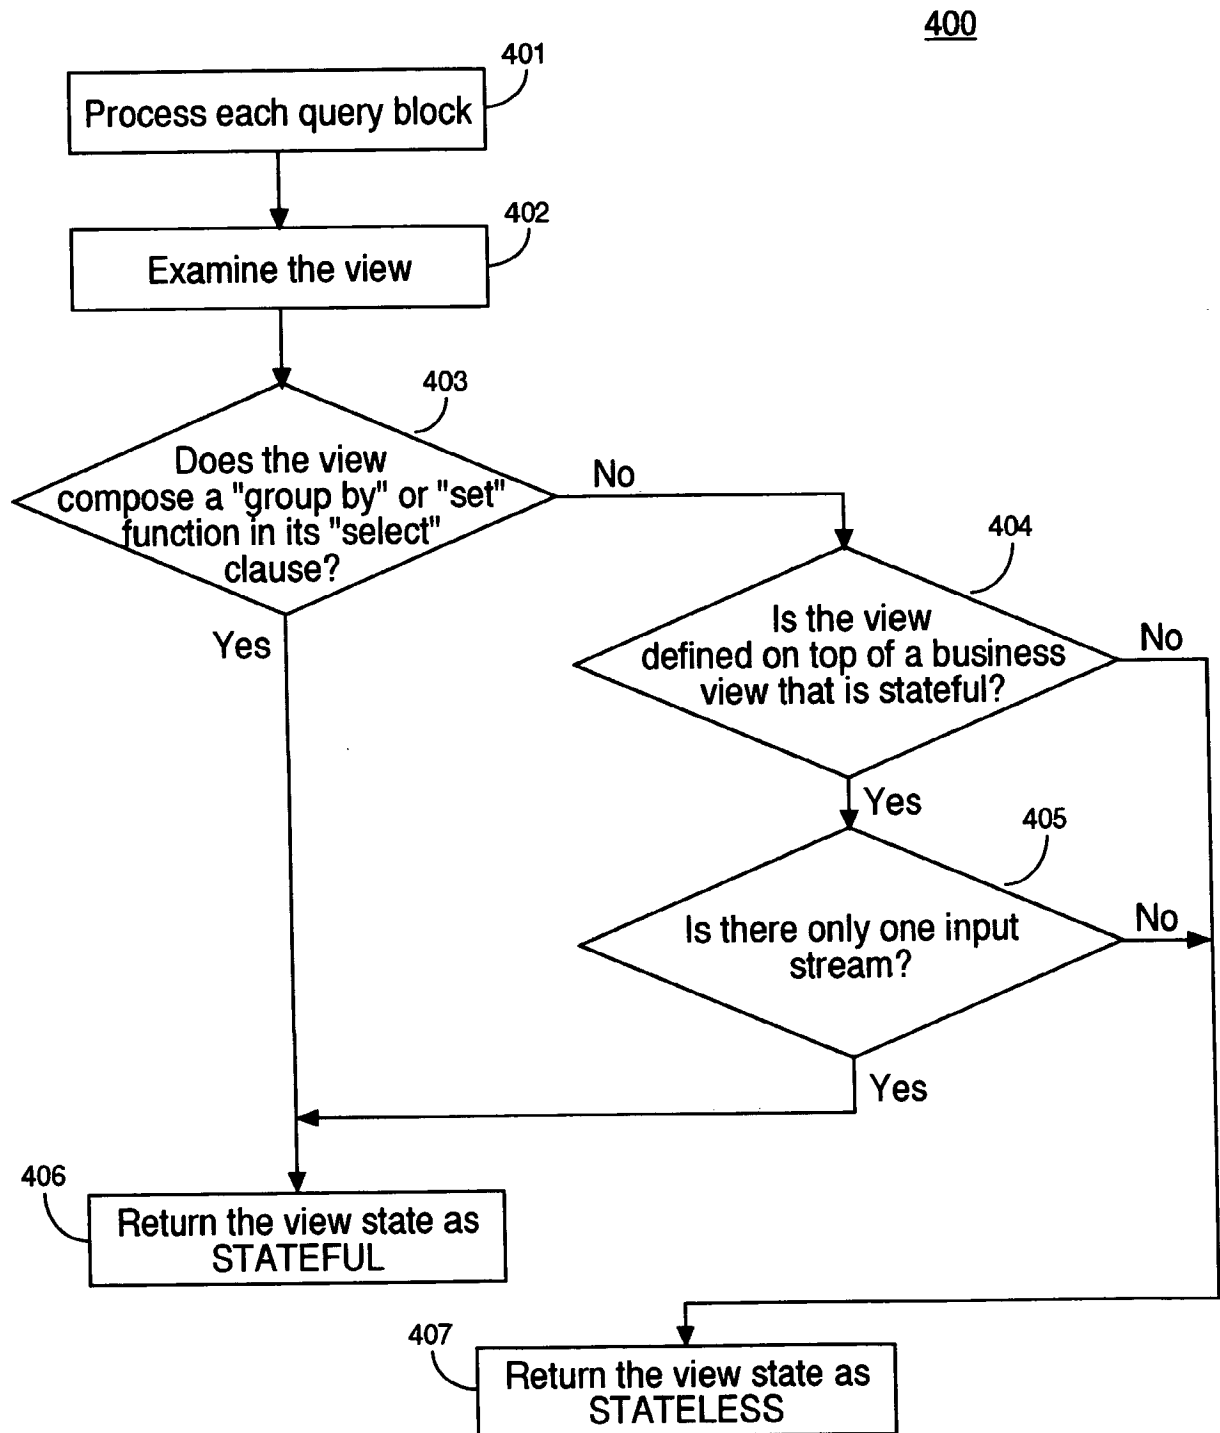 400
401
Process each query block
402
Examine the view
403
Does the view
compose a "group by" or "set"
function in its "select"
clause?
No
Yes
404
Is the view
defined on top of a business
view that is stateful?
No
Yes
405
Is there only one input
stream?
No
Yes
406
Return the view state as
STATEFUL
407
Return the view state as
STATELESS